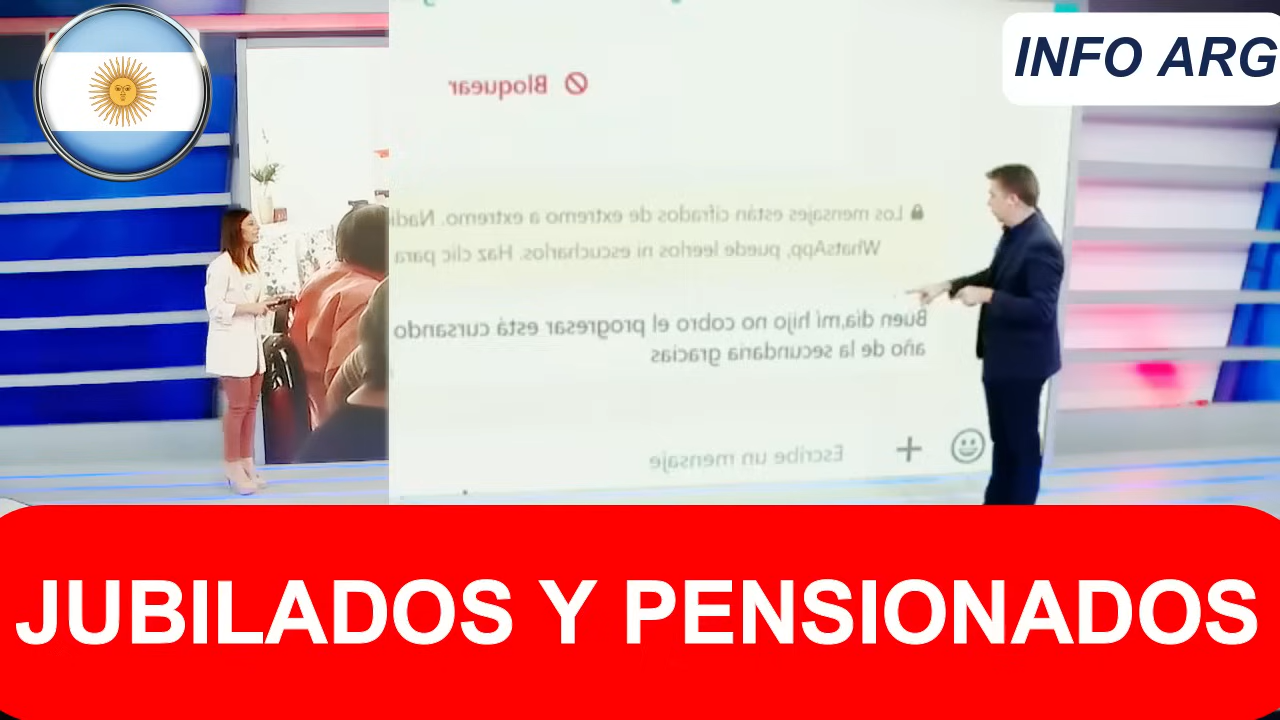 INFO ARG
Bloquear
Los mensajes están cifrados de extremo a extremo. Nadi
WhatsApp, puede leerlos ni escucharlos. Haz clic para
Buen dia,mí hijo no cobro el progresar está cursando
año de la secundaria gracias
Escribe un mensaje
JUBILADOS Y PENSIONADOS